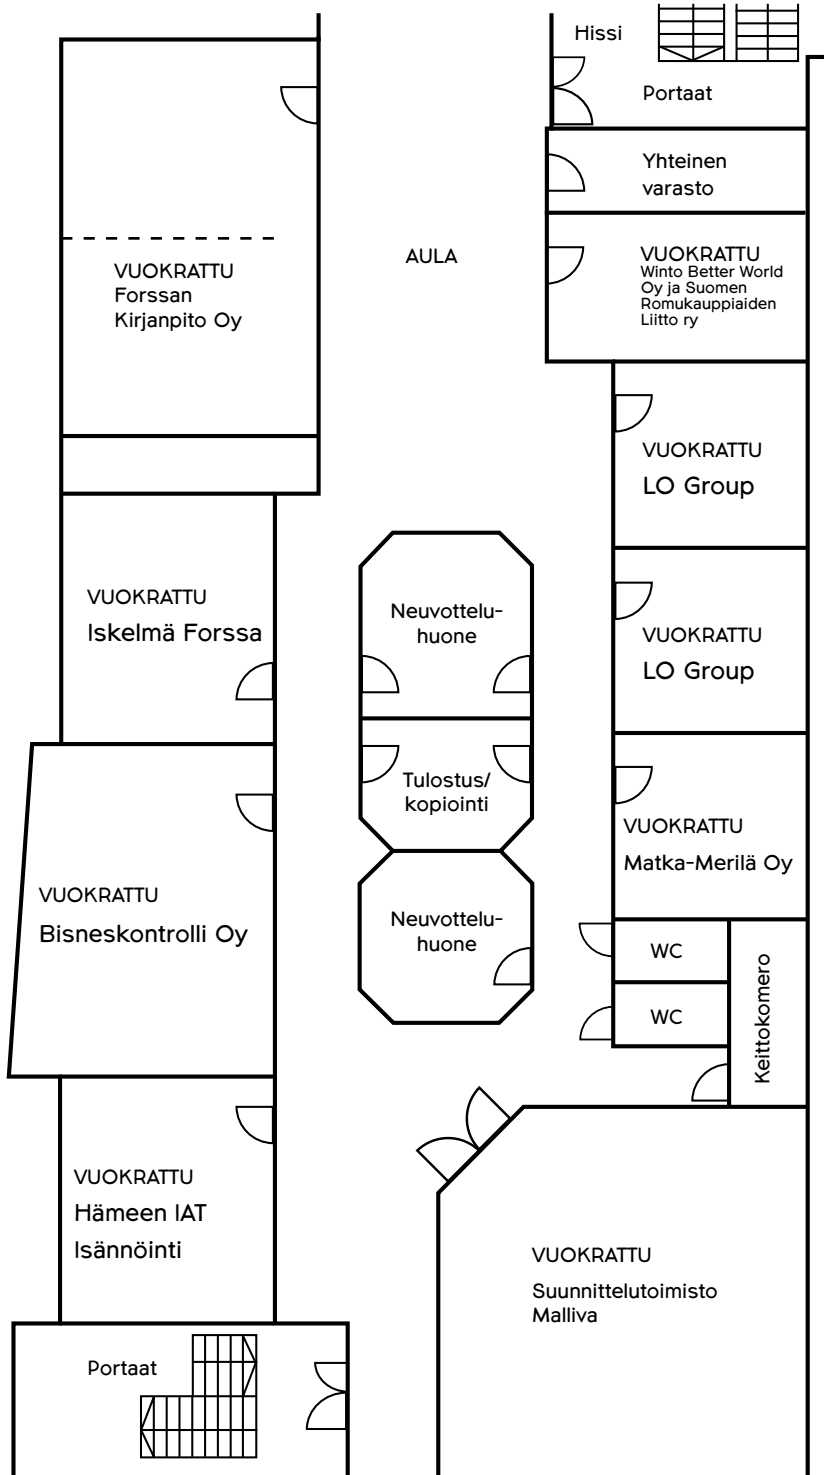 Hissi
Portaat
Yhteinen
varasto
AULA
VUOKRATTU
Winto Better World
Oy ja Suomen
Romukauppiaiden
Liitto ry
VUOKRATTU
Forssan
Kirjanpito Oy
VUOKRATTU
LO Group
VUOKRATTU
Iskelmä Forssa
Neuvottelu-
huone
VUOKRATTU
LO Group
Tulostus/
kopiointi
VUOKRATTU
Matka-Merilä Oy
VUOKRATTU
Bisneskontrolli Oy
Neuvottelu-
huone
WC
WC
Keittokomero
VUOKRATTU
Hämeen IAT
Isännöinti
VUOKRATTU
Suunnittelutoimisto
Malliva
Portaat